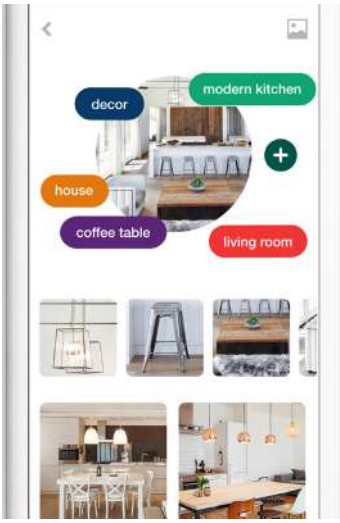 modern kitchen
decor
house
coffee table
living room